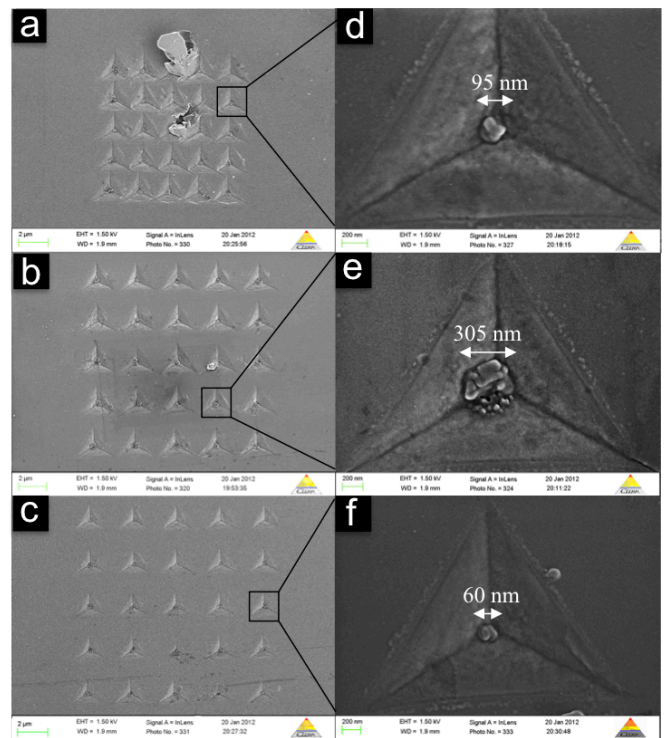 a
2 µm
EHT = 1.50 kV
WD = 1.9 mm
Signal A = InLens
Photo No. = 330
20 Jan 2012
20:25:56
d
95 nm
200 nm
EHT = 1.50 kV
WD = 1.9 mm
Signal A = InLens
Photo No. = 327
20 Jan 2012
20:18:15
b
2 µm
EHT = 1.50 kV
WD = 1.9 mm
Signal A = InLens
Photo No. = 320
20 Jan 2012
19:53:35
e
305 nm
200 nm
EHT = 1.50 kV
WD = 1.9 mm
Signal A = InLens
Photo No. = 324
20 Jan 2012
20:11:22
c
2 µm
EHT = 1.50 kV
WD = 1.9 mm
Signal A = InLens
Photo No. = 331
20 Jan 2012
20:27:32
f
60 nm
200 nm
EHT = 1.50 kV
WD = 1.9 mm
Signal A = InLens
Photo No. = 333
20 Jan 2012
20:30:48